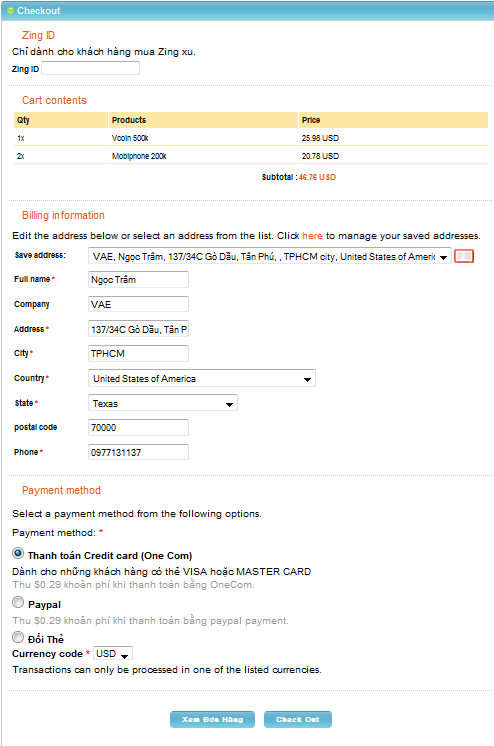 Checkout
Zing ID
Chỉ dành cho khách hàng mua Zing xu.
Zing ID
Cart contents
Qty Products Price
1x Vcoin 500k 25.98 USD
2x Mobiphone 200k 20.78 USD
Subtotal : 46.76 USD
Billing information
Edit the address below or select an address from the list. Click here to manage your saved addresses.
Save address: VAE, Ngọc Trâm, 137/34C Gò Dầu, Tân Phú, , TPHCM city, United States of Ameri
Full name * Ngọc Trâm
Company VAE
Address * 137/34C Gò Dầu, Tân P
City * TPHCM
Country * United States of America
State * Texas
postal code 70000
Phone * 0977131137
Payment method
Select a payment method from the following options.
Payment method: *
Thanh toán Credit card (One Com)
Dành cho những khách hàng có thẻ VISA hoặc MASTER CARD
Thu $0.29 khoản phí khi thanh toán bằng OneCom.
Paypal
Thu $0.29 khoản phí khi thanh toán bằng paypal payment.
Đổi Thẻ
Currency code * USD
Transactions can only be processed in one of the listed currencies.
Xem Đơn Hàng Check Out